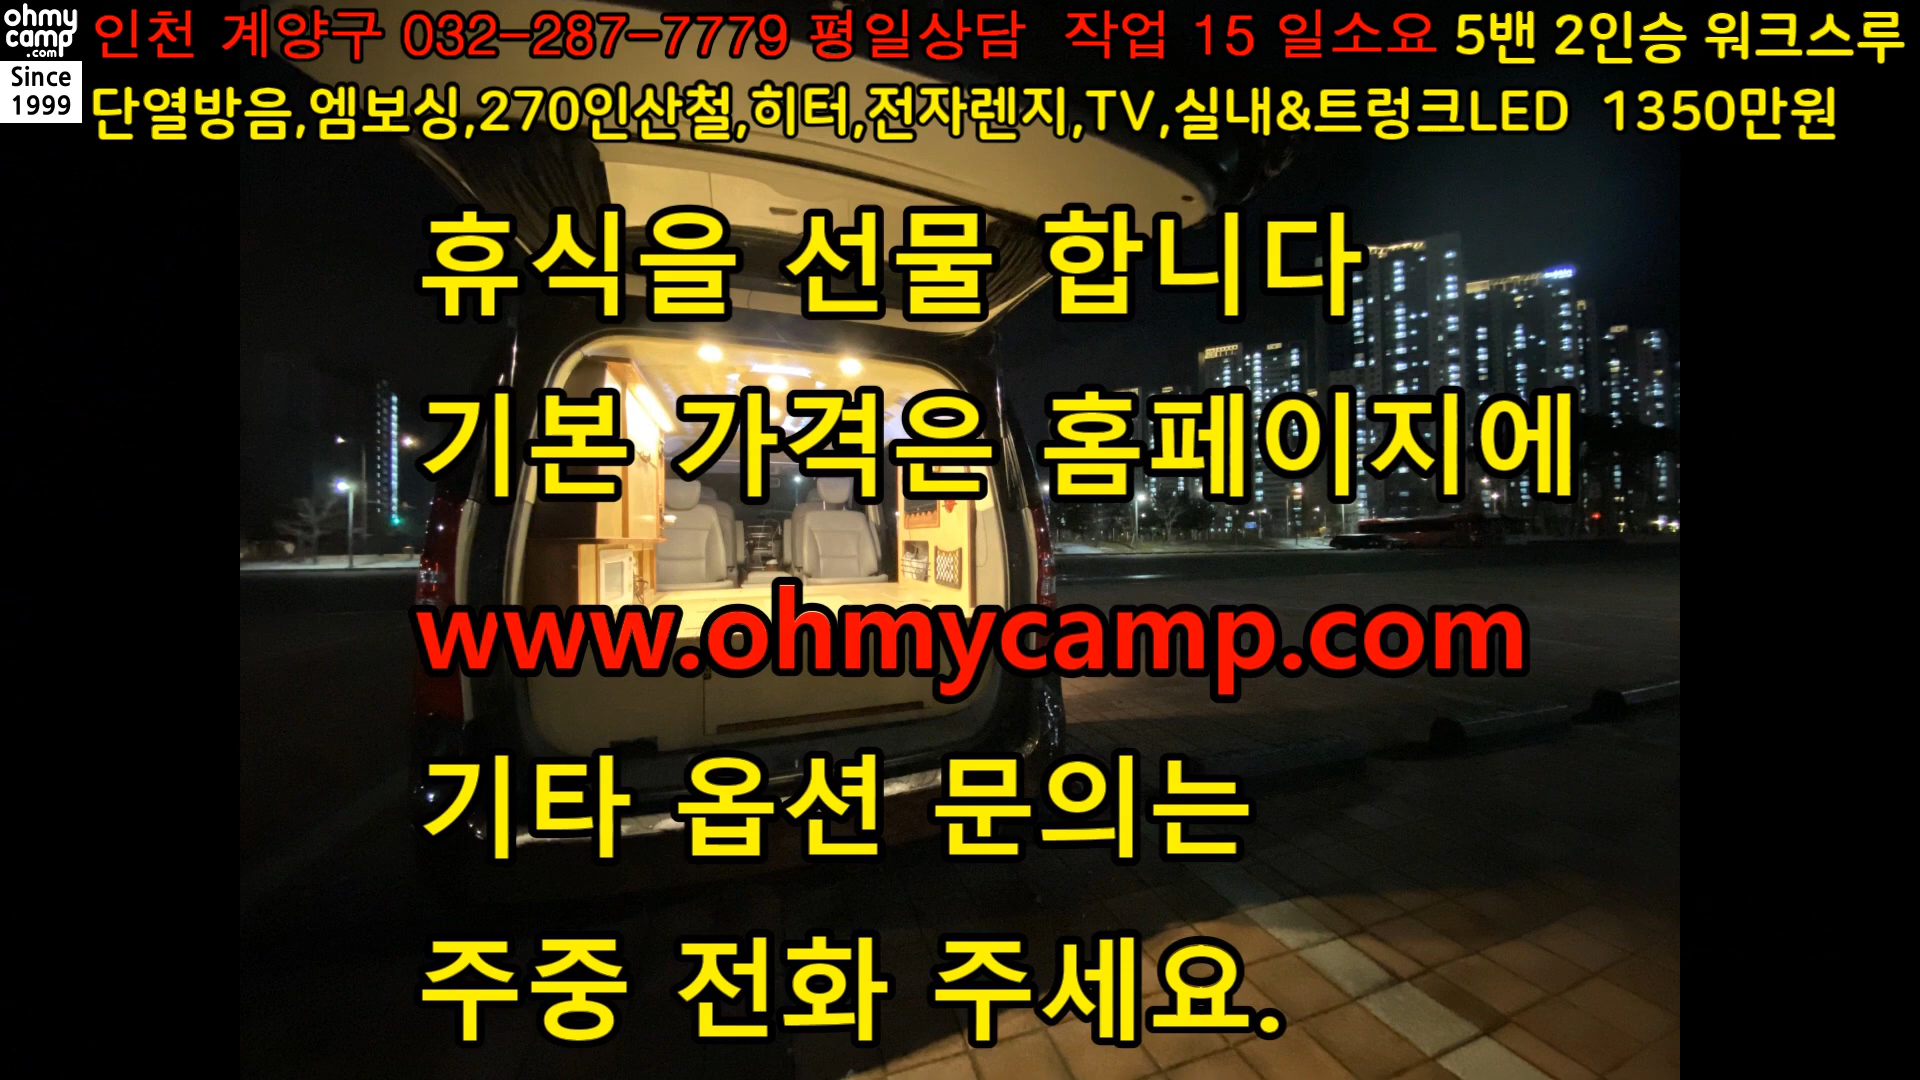 ohmy
camp
.com
Since
1999
인천 계양구 032-287-7779 평일상담 작업 15 일소요 5밴 2인승 워크스루
단열방음,엠보싱,270인산철,히터,전자렌지,TV,실내&트렁크LED 1350만원
휴식을 선물 합니다
기본 가격은 홈페이지에
www.ohmycamp.com
기타 옵션 문의는
주중 전화 주세요.